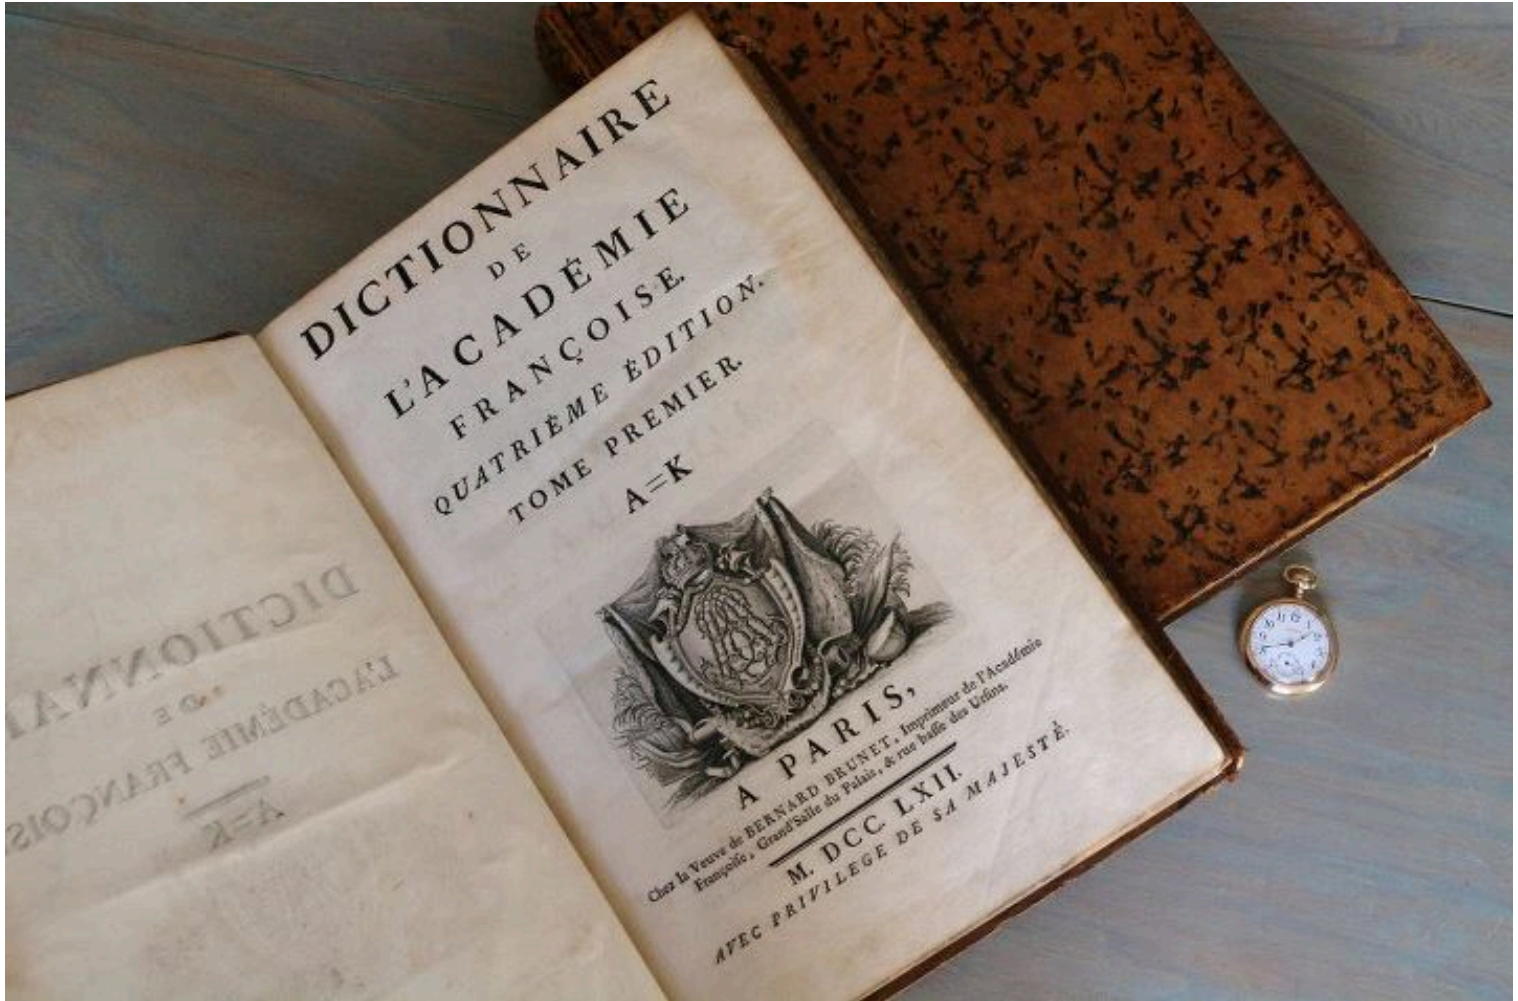 DICTIONNAIRE
DE
L'ACADÉMIE
FRANÇOISE.
QUATRIÈME ÉDITION.
TOME PREMIER.
A=K
A PARIS,
Chez la Veuve de BERNARD BRUNET, Imprimeur de l'Académie
Françoiſe, Grand'Salle du Palais, & rue baſſe des Urſins.
M. DCC. LXII.
AVEC PRIVILEGE DE SA MAJESTÉ.